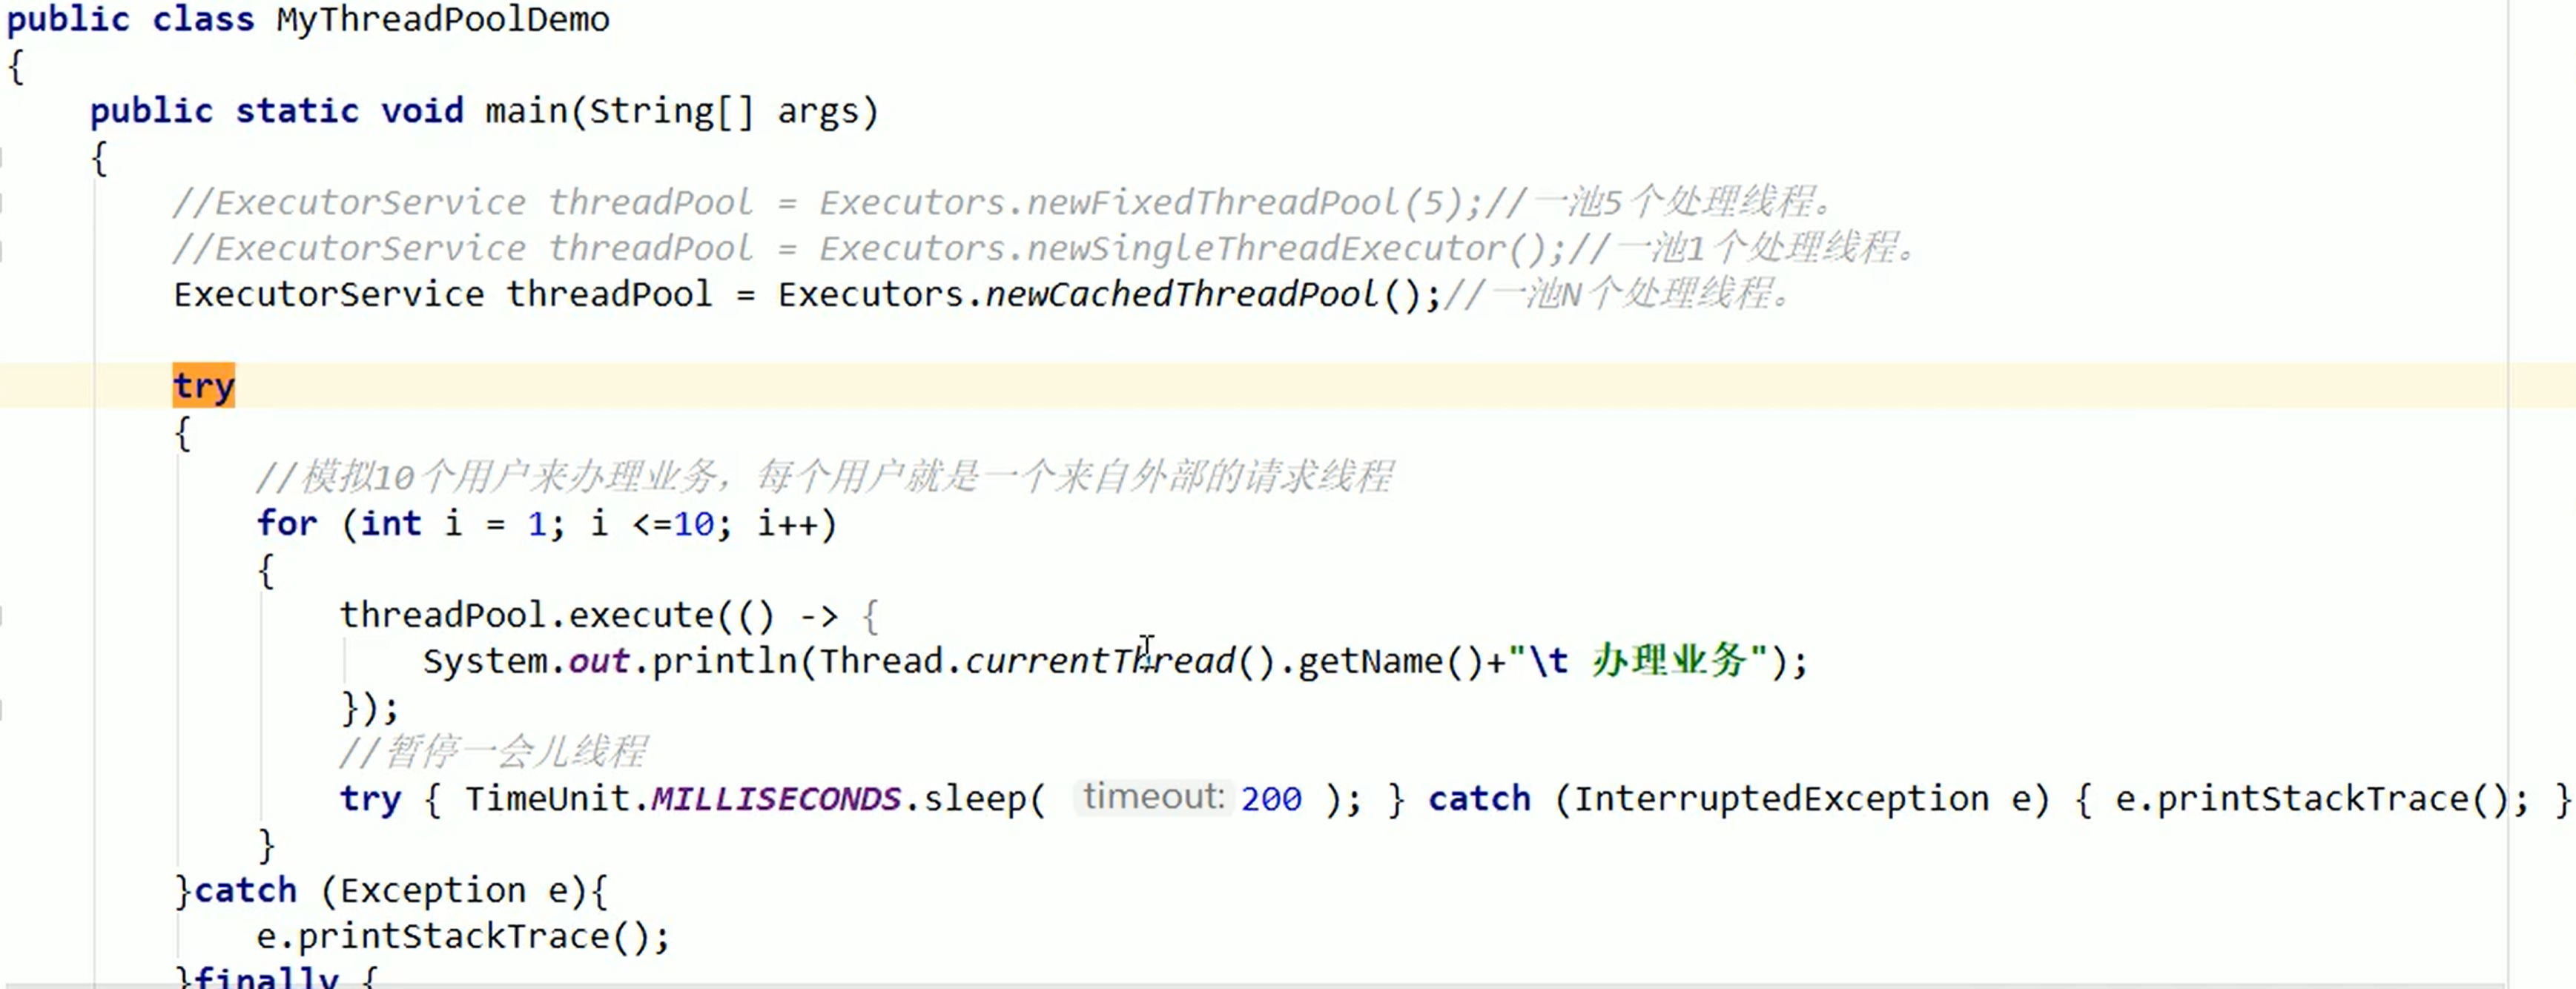 public class MyThreadPoolDemo
{
    public static void main(String[] args)
    {
        //ExecutorService threadPool = Executors.newFixedThreadPool(5);//一池5个处理线程。
        //ExecutorService threadPool = Executors.newSingleThreadExecutor();//一池1个处理线程。
        ExecutorService threadPool = Executors.newCachedThreadPool();//一池N个处理线程。
        try
        {
            //模拟10个用户来办理业务，每个用户就是一个来自外部的请求线程
            for (int i = 1; i <=10; i++)
            {
                threadPool.execute(() -> {
                    System.out.println(Thread.currentThread().getName()+"\t 办理业务");
                });
                //暂停一会儿线程
                try { TimeUnit.MILLISECONDS.sleep( timeout: 200 ); } catch (InterruptedException e) { e.printStackTrace(); }
            }
        }catch (Exception e){
            e.printStackTrace();
        }finally {